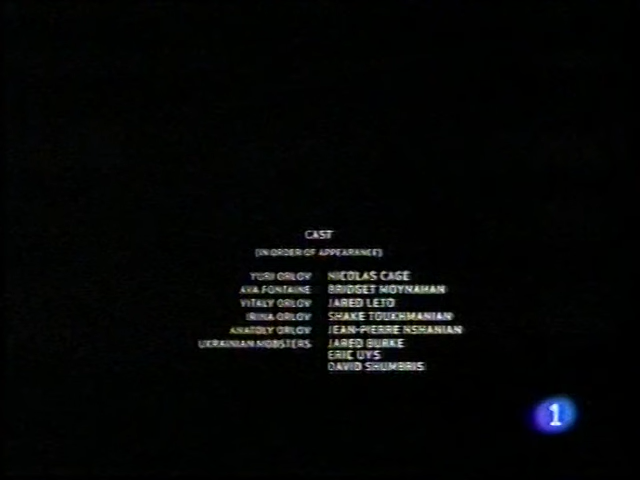 CAST
(IN ORDER OF APPEARANCE)
YURI ORLOV NICOLAS CAGE
AVA FONTAINE BRIDGET MOYNAHAN
VITALY ORLOV JARED LETO
IRINA ORLOV SHAKE TOUKHMANIAN
ANATOLY ORLOV JEAN-PIERRE NSHANIAN
UKRAINIAN MOBSTERS JARED BURKE
ERIC UYS
DAVID SHUMBRIS
1